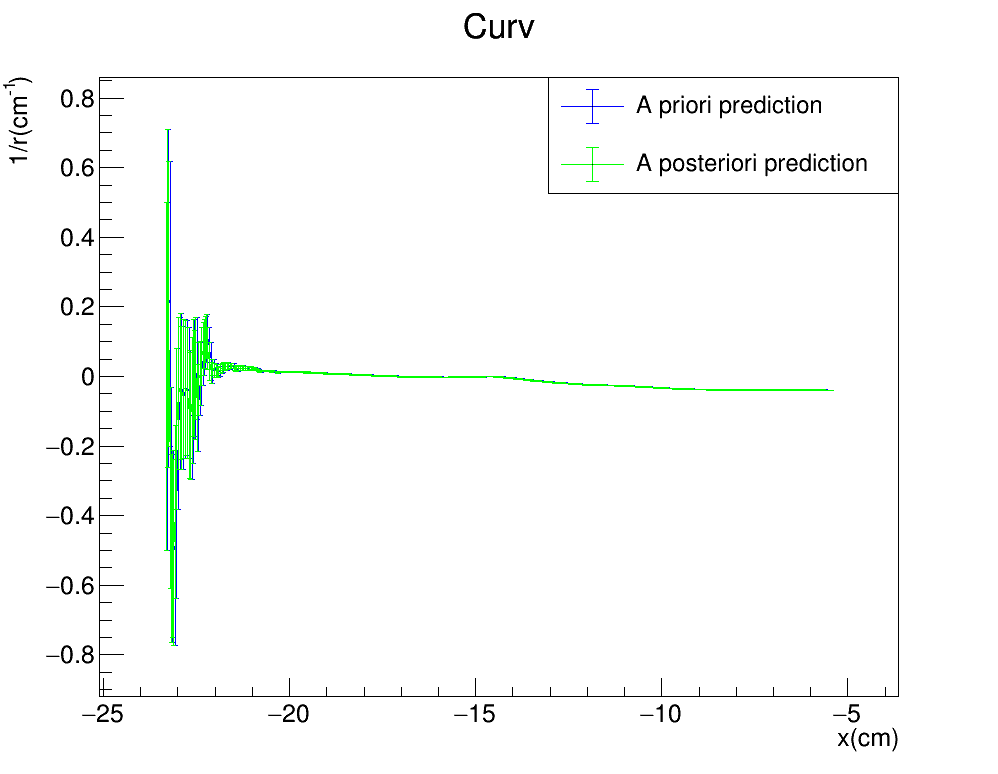 Curv
1/r(cm-1)
A priori prediction
A posteriori prediction
0.8
0.6
0.4
0.2
0
−0.2
−0.4
−0.6
−0.8
−25 −20 −15 −10 −5
x(cm)